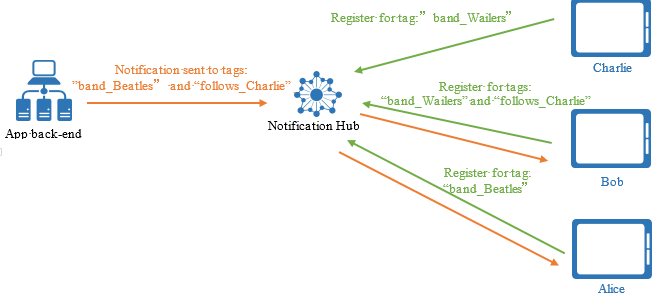 Register for tag:” band_Wailers”
Charlie
Notification sent to tags:
”band_Beatles” and “follows_Charlie”
Register for tags:
“band_Wailers” and “follows_Charlie”
App back-end
Notification Hub
Bob
Register for tag:
“band_Beatles”
Alice